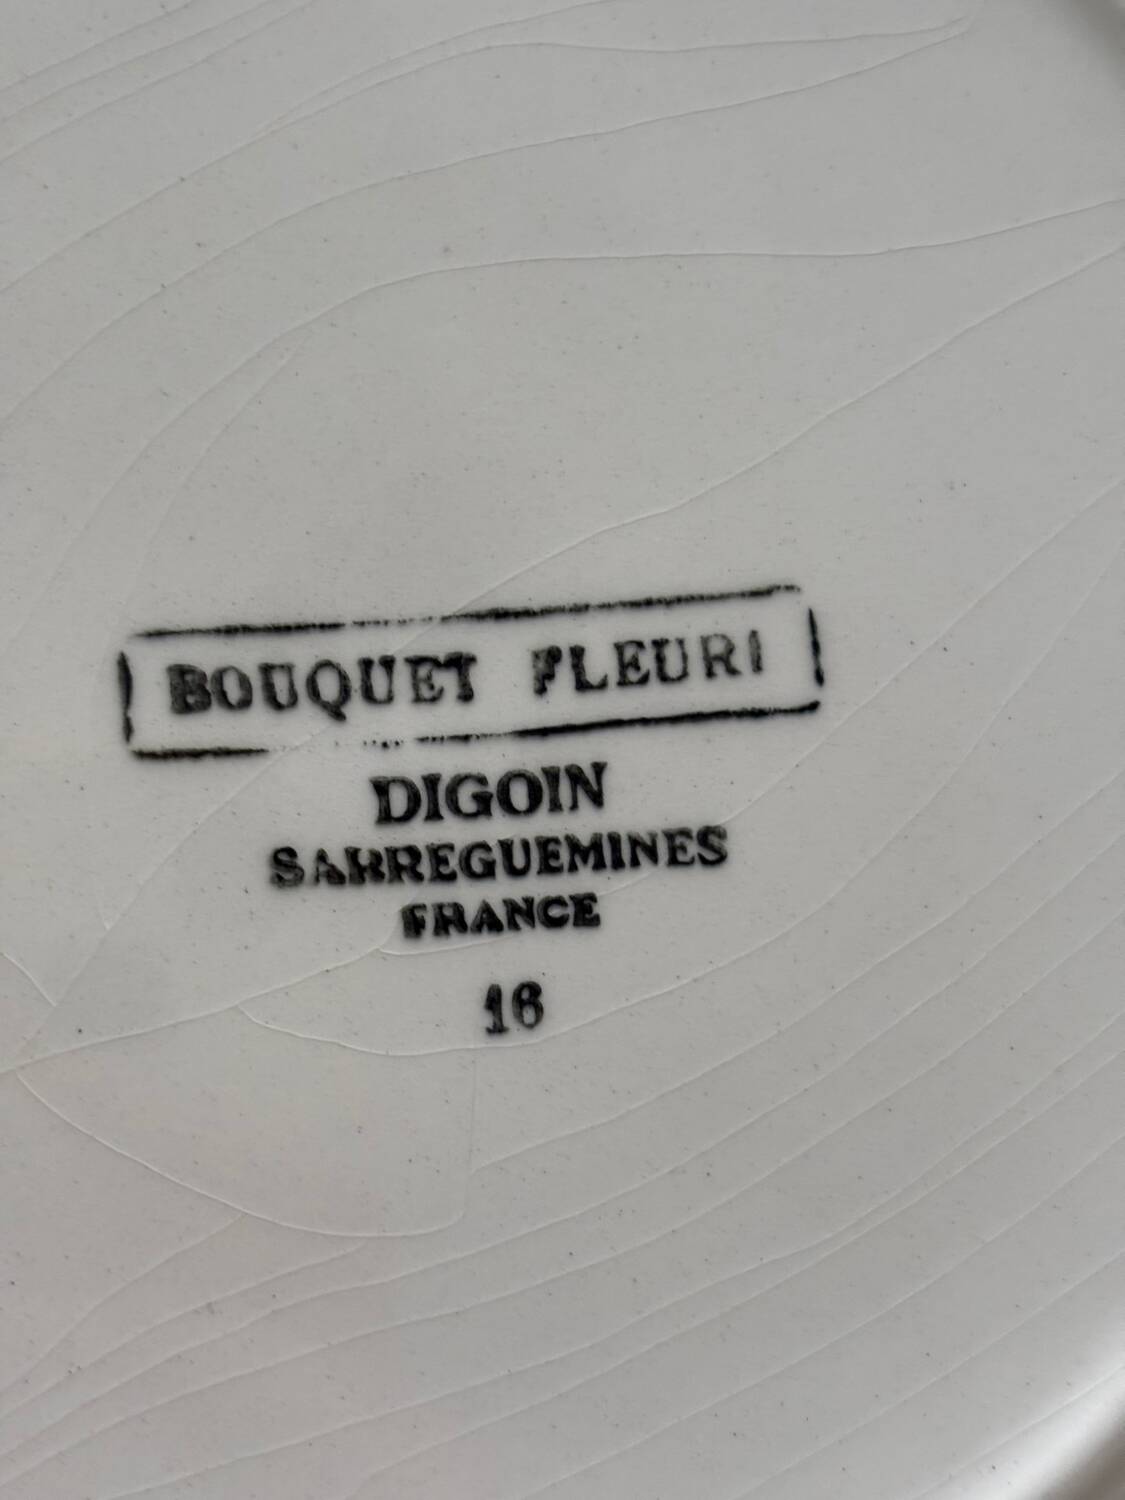 BOUQUET FLEURI
DIGOIN
SARREGUEMINES
FRANCE
16